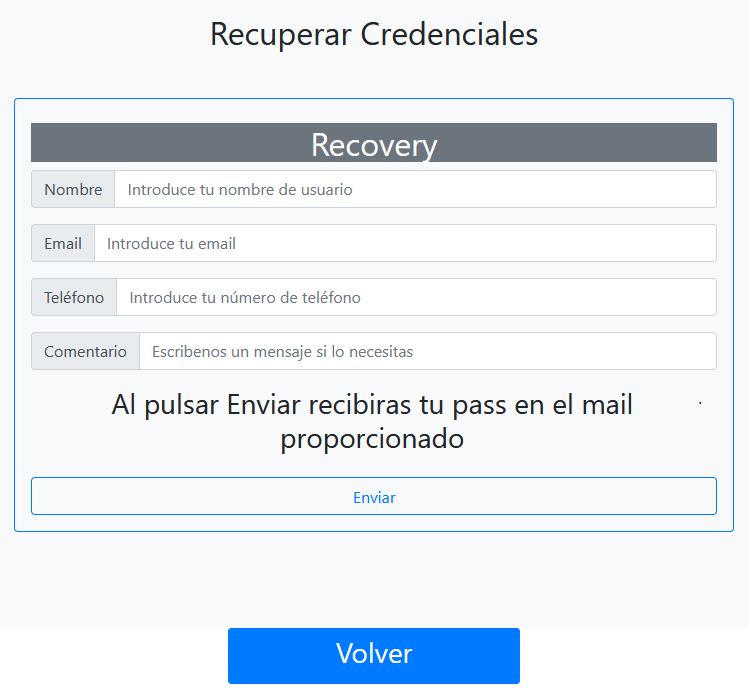 Recuperar Credenciales
Recovery
Nombre Introduce tu nombre de usuario
Email Introduce tu email
Teléfono Introduce tu número de teléfono
Comentario Escribenos un mensaje si lo necesitas
Al pulsar Enviar recibiras tu pass en el mail .
proporcionado
Enviar
Volver